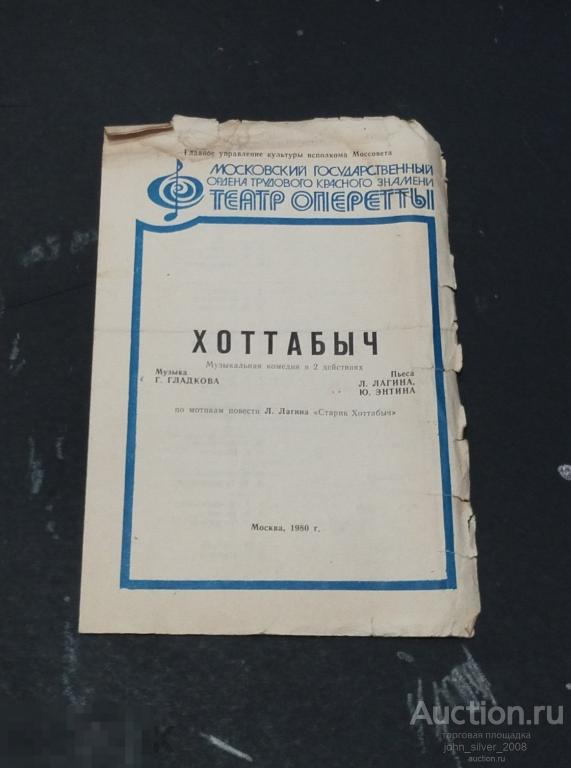 Главное управление культуры исполкома Моссовета
МОСКОВСКИЙ ГОСУДАРСТВЕННЫЙ
ОРДЕНА ТРУДОВОГО КРАСНОГО ЗНАМЕНИ
ТЕАТР ОПЕРЕТТЫ
ХОТТАБЫЧ
Музыкальная комедия в 2 действиях
Музыка
Г. ГЛАДКОВА
Пьеса
Л. ЛАГИНА,
Ю. ЭНТИНА
по мотивам повести Л. Лагина «Старик Хоттабыч»
Москва, 1980 г.
Auction.ru
торговая площадка
john_silver_2008
auction.ru